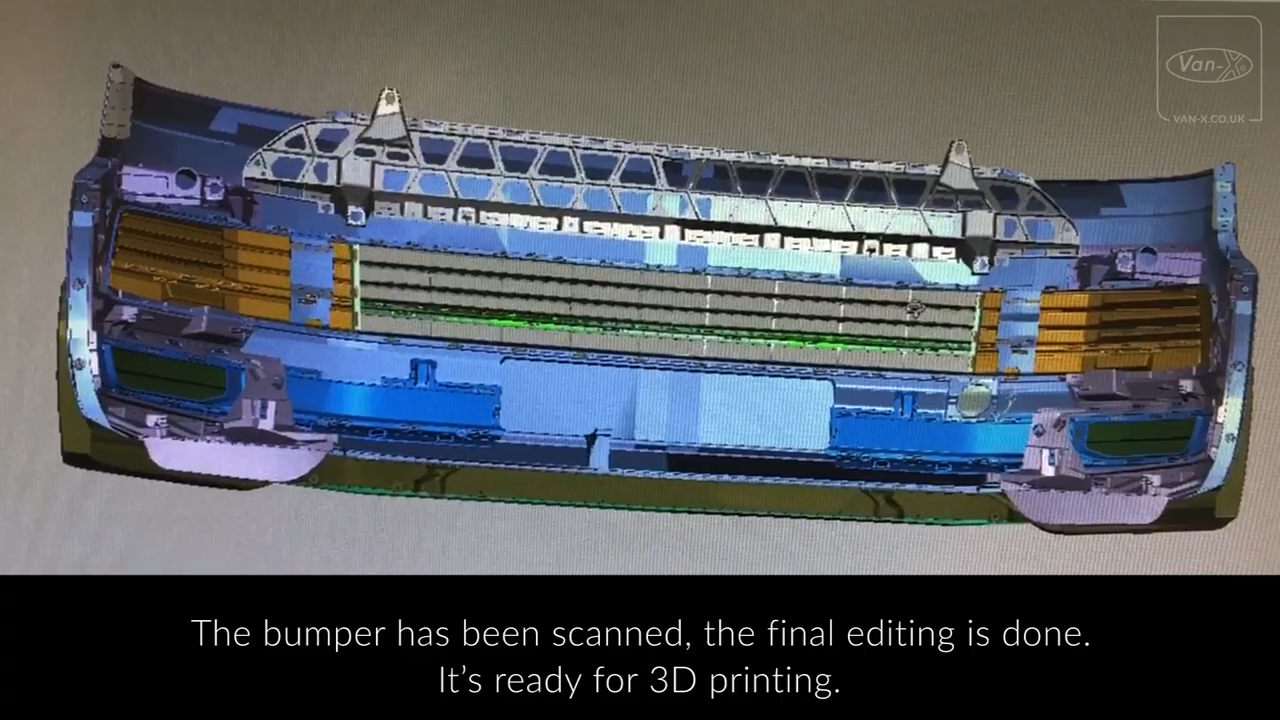 Van-X
VAN-X.CO.UK
The bumper has been scanned, the final editing is done.
It's ready for 3D printing.